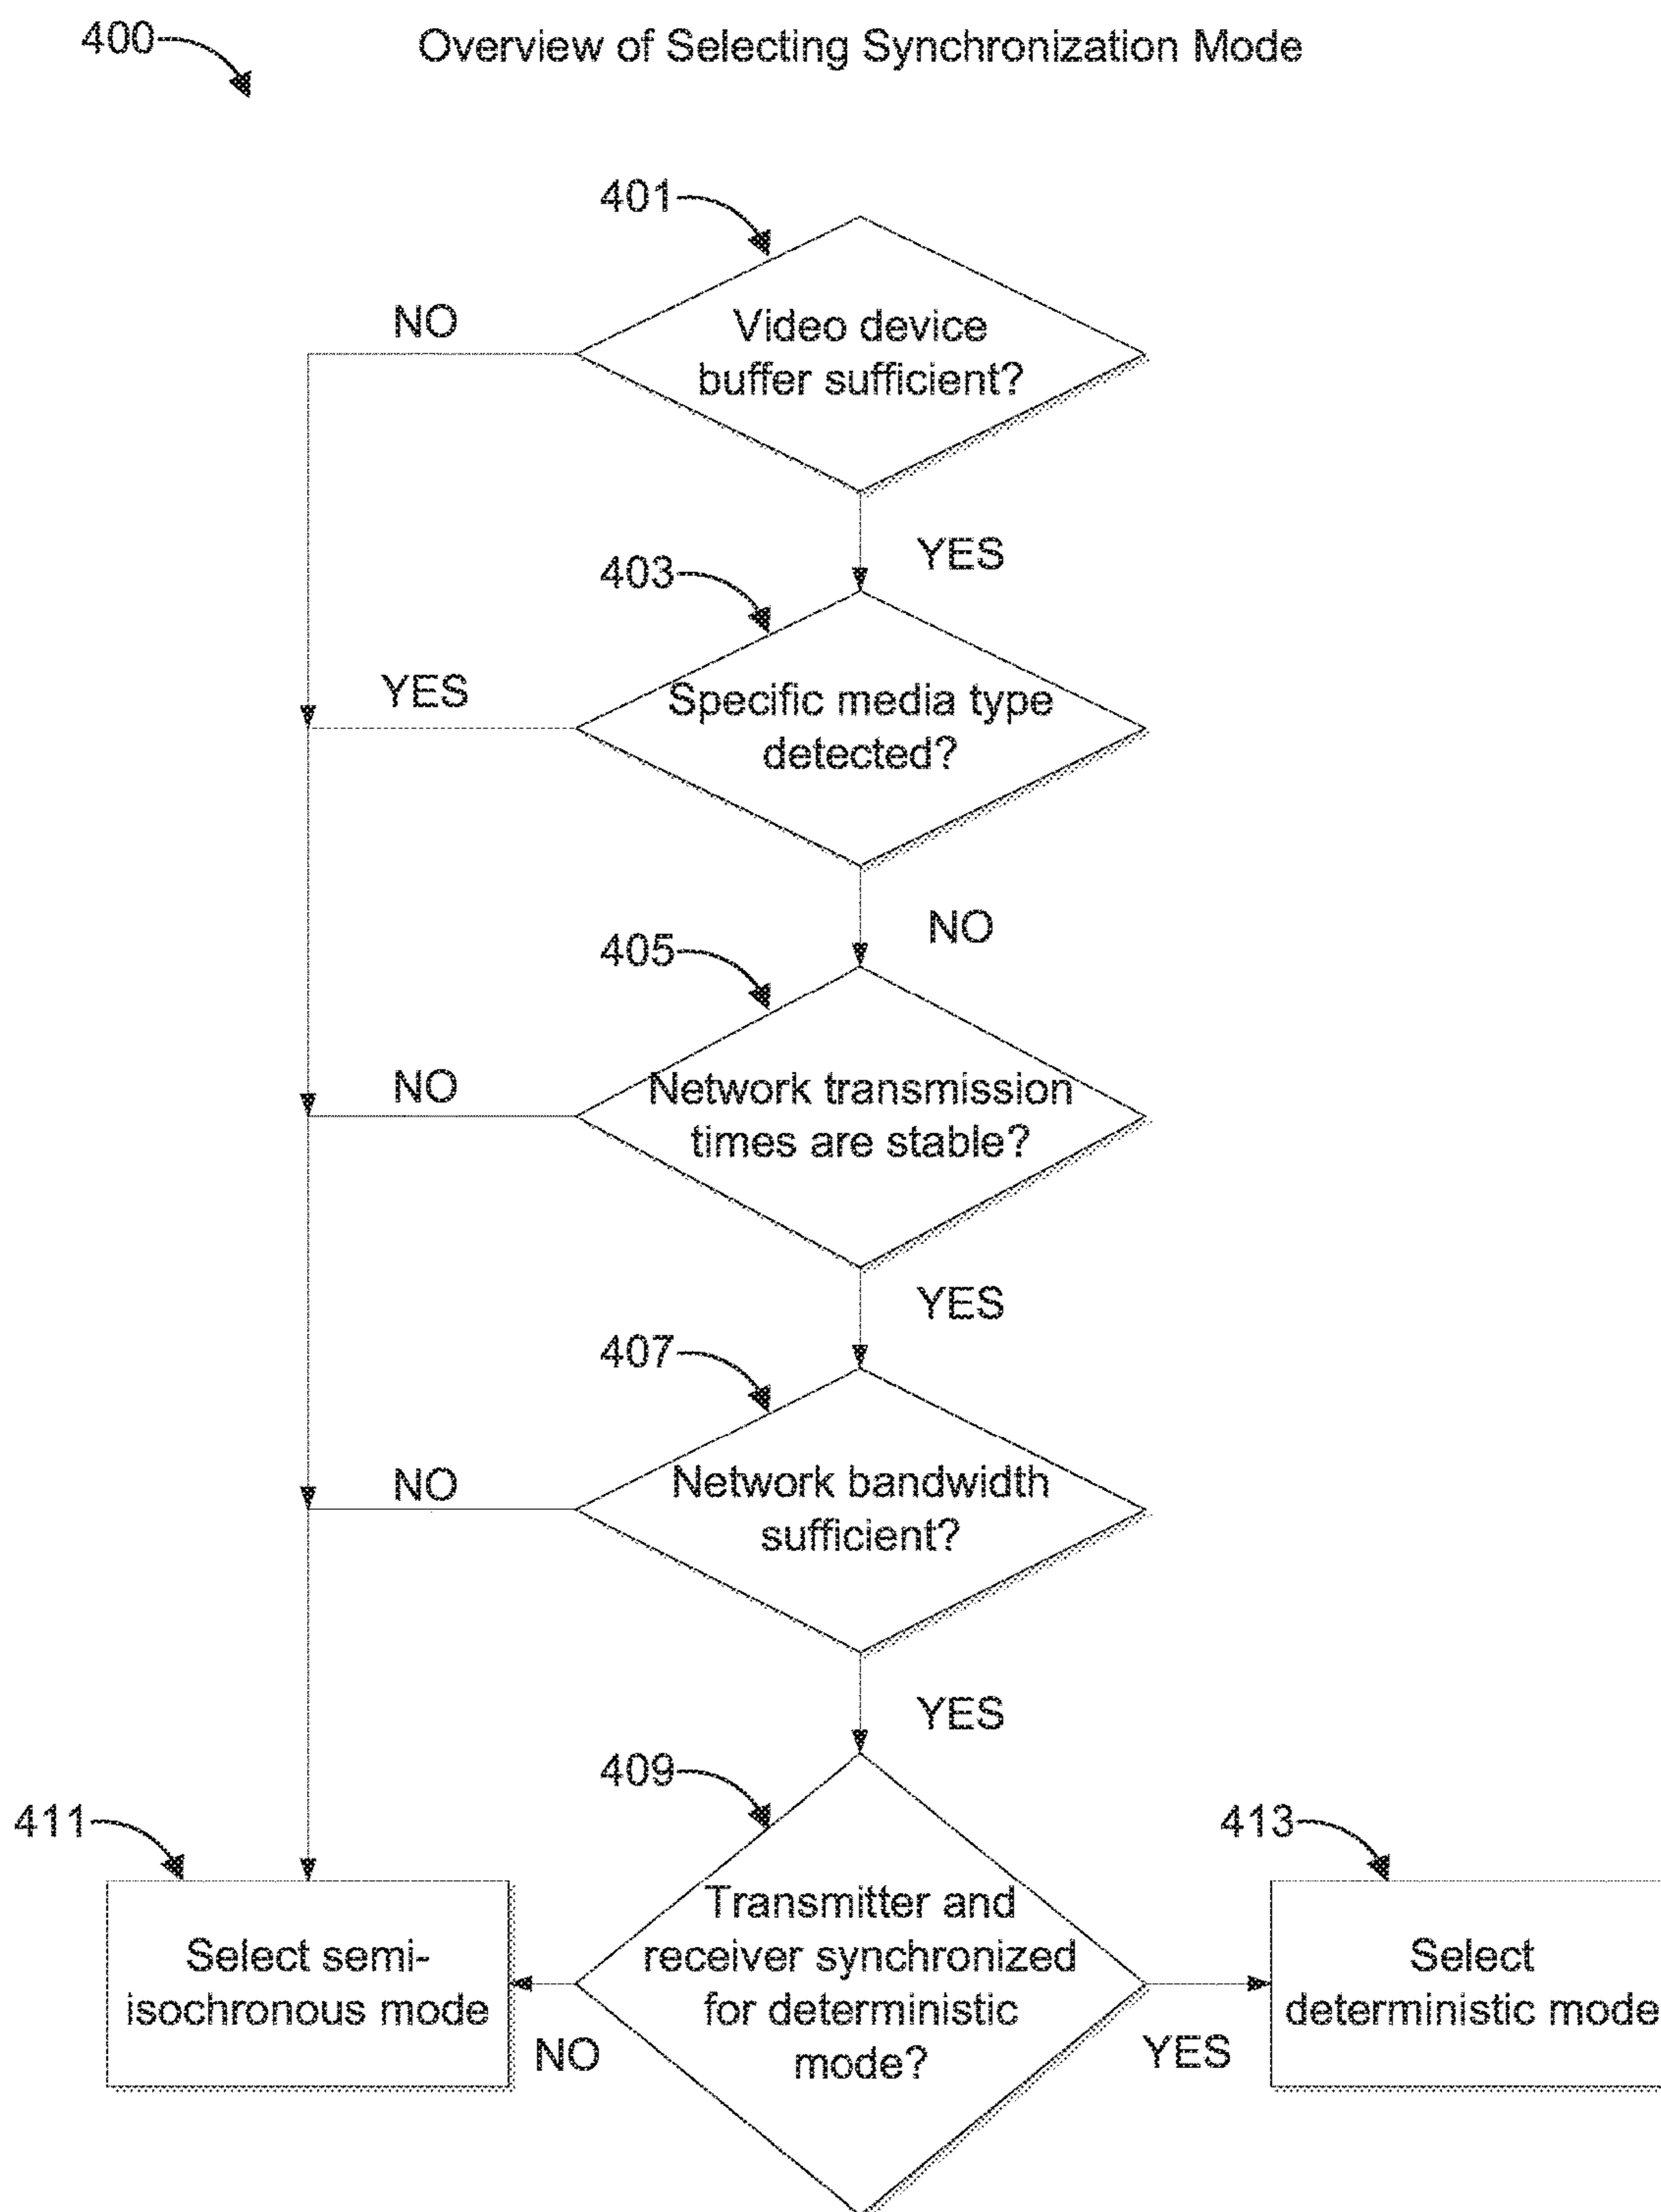 400
Overview of Selecting Synchronization Mode
401
NO
Video device
buffer sufficient?
YES
403
YES
Specific media type
detected?
NO
405
NO
Network transmission
times are stable?
YES
407
NO
Network bandwidth
sufficient?
YES
409
411
413
Select semi-
isochronous mode
Transmitter and
receiver synchronized
for deterministic
mode?
Select
deterministic mode
NO
YES